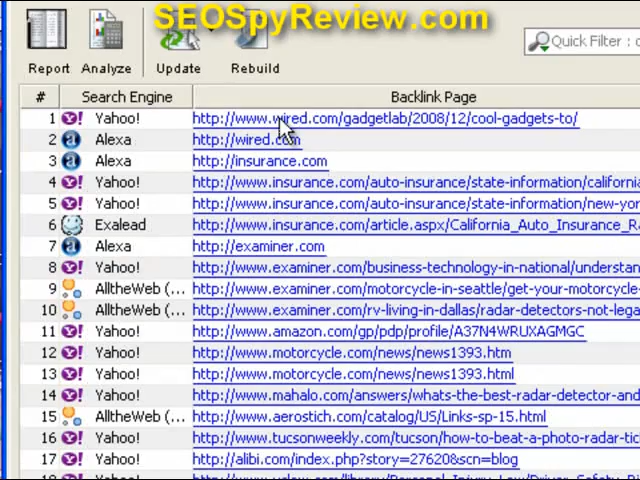 SEOSpyReview.com
Report Analyze Update Rebuild Quick Filter : c
# Search Engine Backlink Page
1 Yahoo! http://www.wired.com/gadgetlab/2008/12/cool-gadgets-to/
2 Alexa http://wired.com
3 Alexa http://insurance.com
4 Yahoo! http://www.insurance.com/auto-insurance/state-information/californi
5 Yahoo! http://www.insurance.com/auto-insurance/state-information/new-yor
6 Exalead http://www.insurance.com/article.aspx/California_Auto_Insurance_Ra
7 Alexa http://examiner.com
8 Yahoo! http://www.examiner.com/business-technology-in-national/understan
9 AlltheWeb (... http://www.examiner.com/motorcycle-in-seattle/get-your-motorcycle-
10 AlltheWeb (... http://www.examiner.com/rv-living-in-dallas/radar-detectors-not-lega
11 Yahoo! http://www.amazon.com/gp/pdp/profile/A37N4WRUXAGMGC
12 Yahoo! http://www.motorcycle.com/news/news1393.htm
13 Yahoo! http://www.motorcycle.com/news/news1393.html
14 Yahoo! http://www.mahalo.com/answers/whats-the-best-radar-detector-and
15 AlltheWeb (... http://www.aerostich.com/catalog/US/Links-sp-15.html
16 Yahoo! http://www.tucsonweekly.com/tucson/how-to-beat-a-photo-radar-tic
17 Yahoo! http://alibi.com/index.php?story=27620&scn=blog